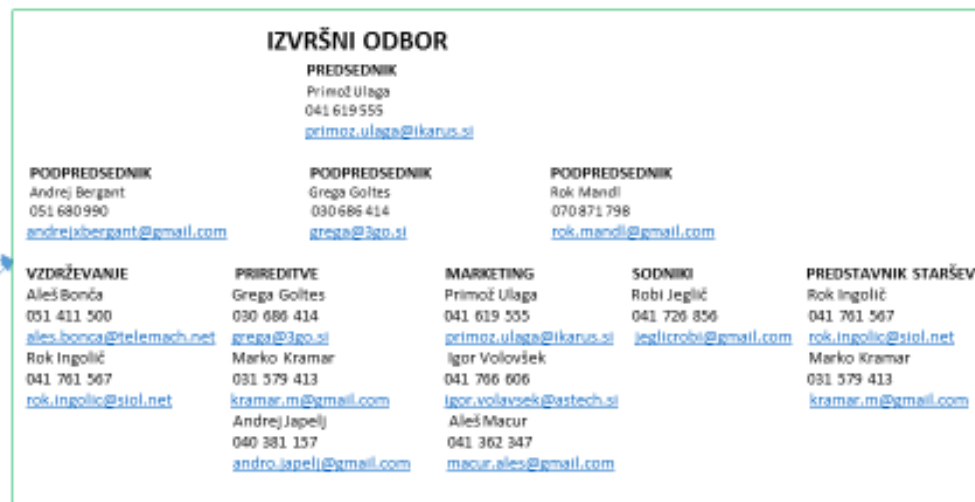 IZVRŠNI ODBOR
PREDSEDNIK
Primož Ulaga
041 619 555
primoz.ulaga@ikarus.si
PODPREDSEDNIK
Andrej Bergant
051 680 990
andrejxbergant@gmail.com
PODPREDSEDNIK
Grega Goltes
030 686 414
grega@3go.si
PODPREDSEDNIK
Rok Mandl
070 871 798
rok.mandl@gmail.com
VZDRŽEVANJE
Aleš Bonča
051 411 500
ales.bonca@telemach.net
Rok Ingolič
041 761 567
rok.ingolic@siol.net
PRIREDITVE
Grega Goltes
030 686 414
grega@3go.si
Marko Kramar
031 579 413
kramar.m@gmail.com
Andrej Japelj
040 381 157
andro.japelj@gmail.com
MARKETING
Primož Ulaga
041 619 555
primoz.ulaga@ikarus.si
Igor Volovšek
041 766 606
igor.volavsek@astech.si
Aleš Macur
041 362 347
macur.ales@gmail.com
SODNIKI
Robi Jeglič
041 726 856
jeglicrobi@gmail.com
PREDSTAVNIK STARŠEV
Rok Ingolič
041 761 567
rok.ingolic@siol.net
Marko Kramar
031 579 413
kramar.m@gmail.com